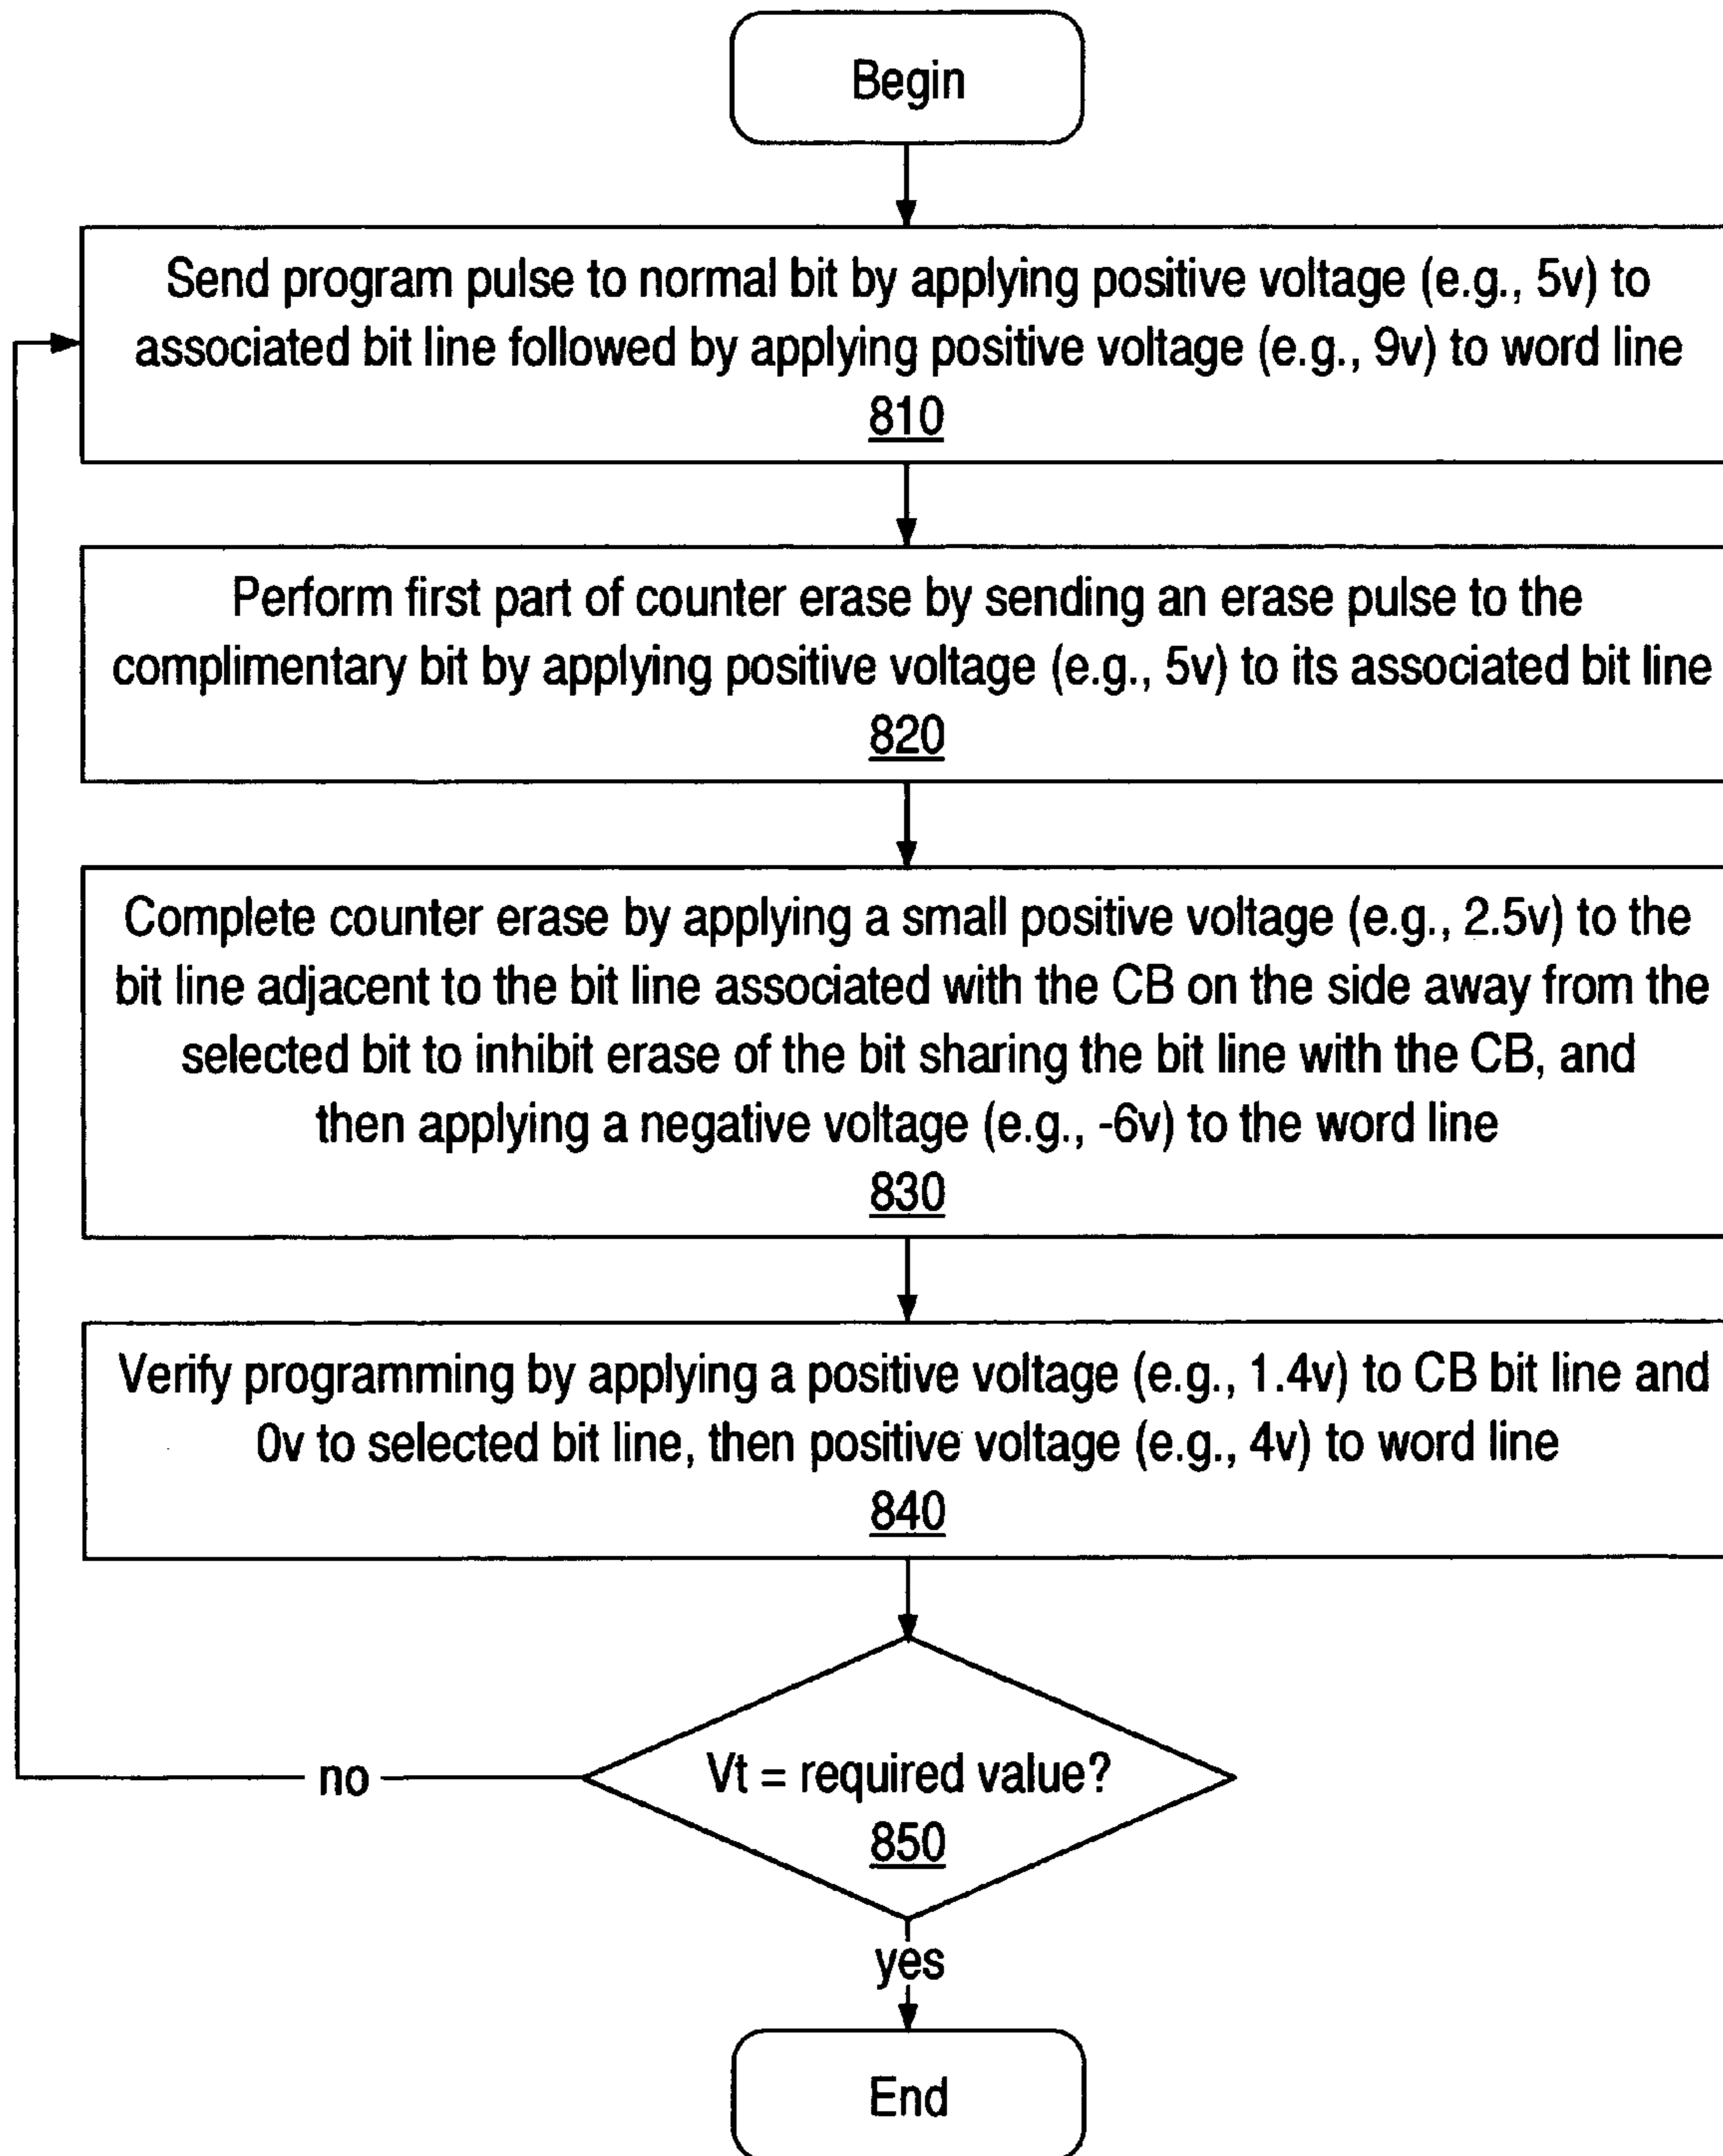 Begin
Send program pulse to normal bit by applying positive voltage (e.g., 5v) to
associated bit line followed by applying positive voltage (e.g., 9v) to word line
810
Perform first part of counter erase by sending an erase pulse to the
complimentary bit by applying positive voltage (e.g., 5v) to its associated bit line
820
Complete counter erase by applying a small positive voltage (e.g., 2.5v) to the
bit line adjacent to the bit line associated with the CB on the side away from the
selected bit to inhibit erase of the bit sharing the bit line with the CB, and
then applying a negative voltage (e.g., -6v) to the word line
830
Verify programming by applying a positive voltage (e.g., 1.4v) to CB bit line and
0v to selected bit line, then positive voltage (e.g., 4v) to word line
840
Vt = required value?
850
no
yes
End